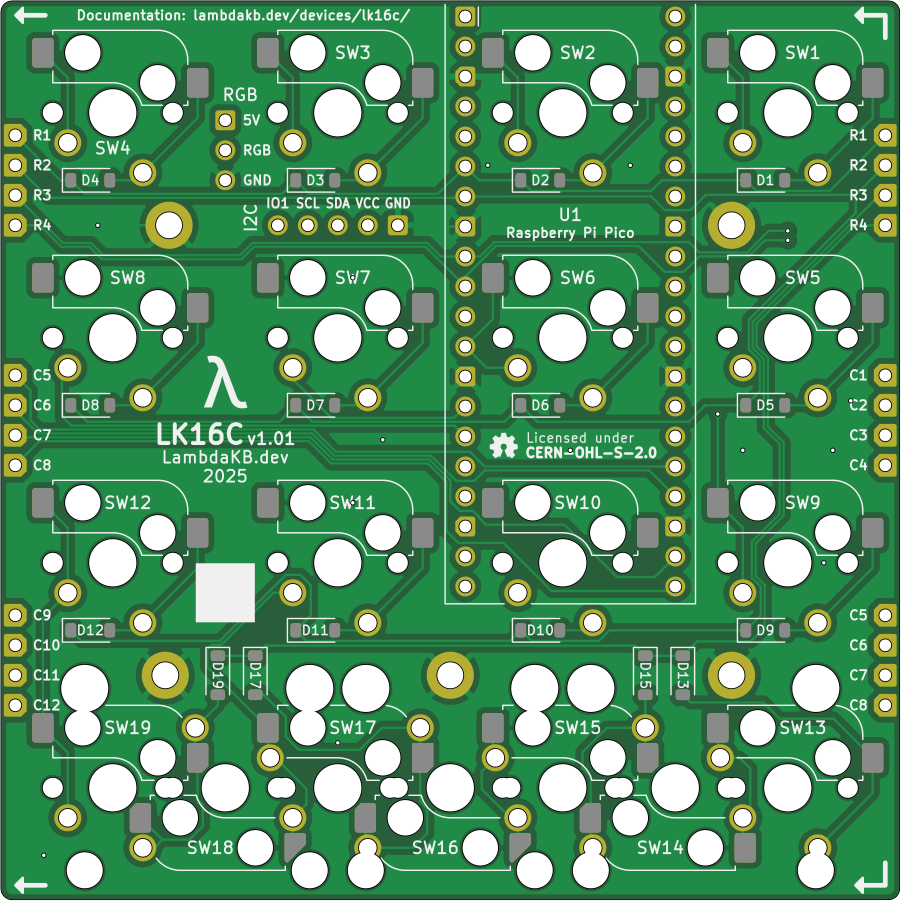 Documentation: lambdakb.dev/devices/lk16c/
SW4
SW3
SW2
SW1
RGB
5V
RGB
GND
R1
R2
R3
R4
R1
R2
R3
R4
D4
D3
D2
D1
I2C
IO1 SCL SDA VCC GND
U1
Raspberry Pi Pico
SW8
SW7
SW6
SW5
C5
C6
C7
C8
C1
C2
C3
C4
D8
D7
D6
D5
λ
LK16C v1.01
LambdaKB.dev
2025
Licensed under
CERN-OHL-S-2.0
SW12
SW11
SW10
SW9
C9
C10
C11
C12
C5
C6
C7
C8
D12
D11
D10
D9
D19
D17
D15
D13
SW19
SW17
SW15
SW13
SW18
SW16
SW14